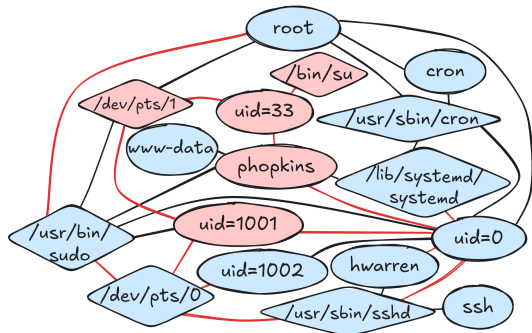 root
/bin/su
cron
/dev/pts/1
uid=33
/usr/sbin/cron
www-data
phopkins
/lib/systemd/
systemd
/usr/bin/
sudo
uid=1001
uid=0
uid=1002
hwarren
/dev/pts/0
/usr/sbin/sshd
ssh